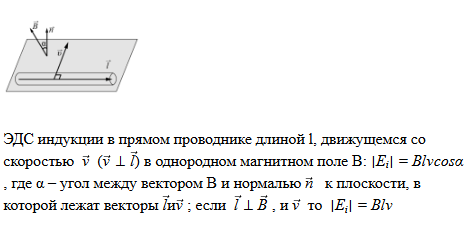 B⃗ n⃗
α
υ⃗
l⃗
ЭДС индукции в прямом проводнике длиной l, движущемся со
скоростью v⃗ (v⃗ ⊥ l⃗) в однородном магнитном поле B: |Eᵢ| = Blvcosα
, где α – угол между вектором B и нормалью n⃗ к плоскости, в
которой лежат векторы l⃗иv⃗ ; если l⃗ ⊥ B⃗ , и v⃗ то |Eᵢ| = Blv